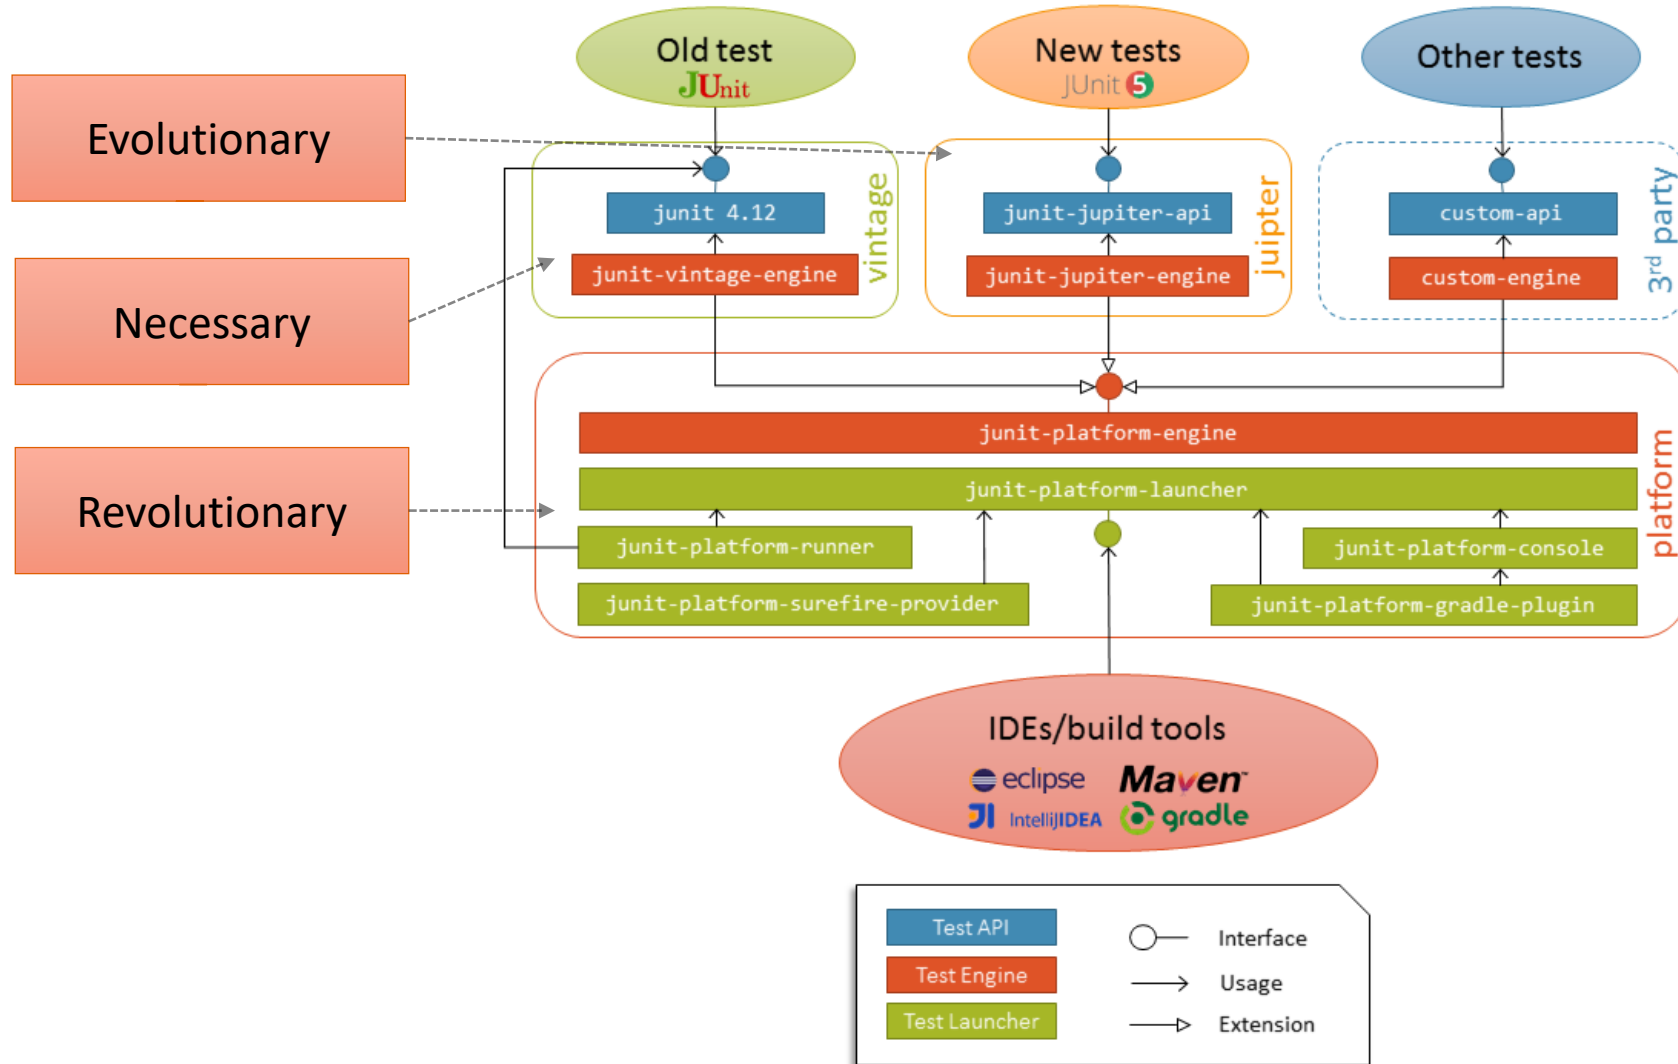 Old test
JUnit
New tests
JUnit 5
Other tests
Evolutionary
Necessary
Revolutionary
junit 4.12
junit-vintage-engine
vintage
junit-jupiter-api
junit-jupiter-engine
juipter
custom-api
custom-engine
3rd party
junit-platform-engine
junit-platform-launcher
junit-platform-runner
junit-platform-console
junit-platform-surefire-provider
junit-platform-gradle-plugin
platform
IDEs/build tools
eclipse
Maven™
JI IntelliJIDEA
gradle
Test API
Test Engine
Test Launcher
Interface
Usage
Extension